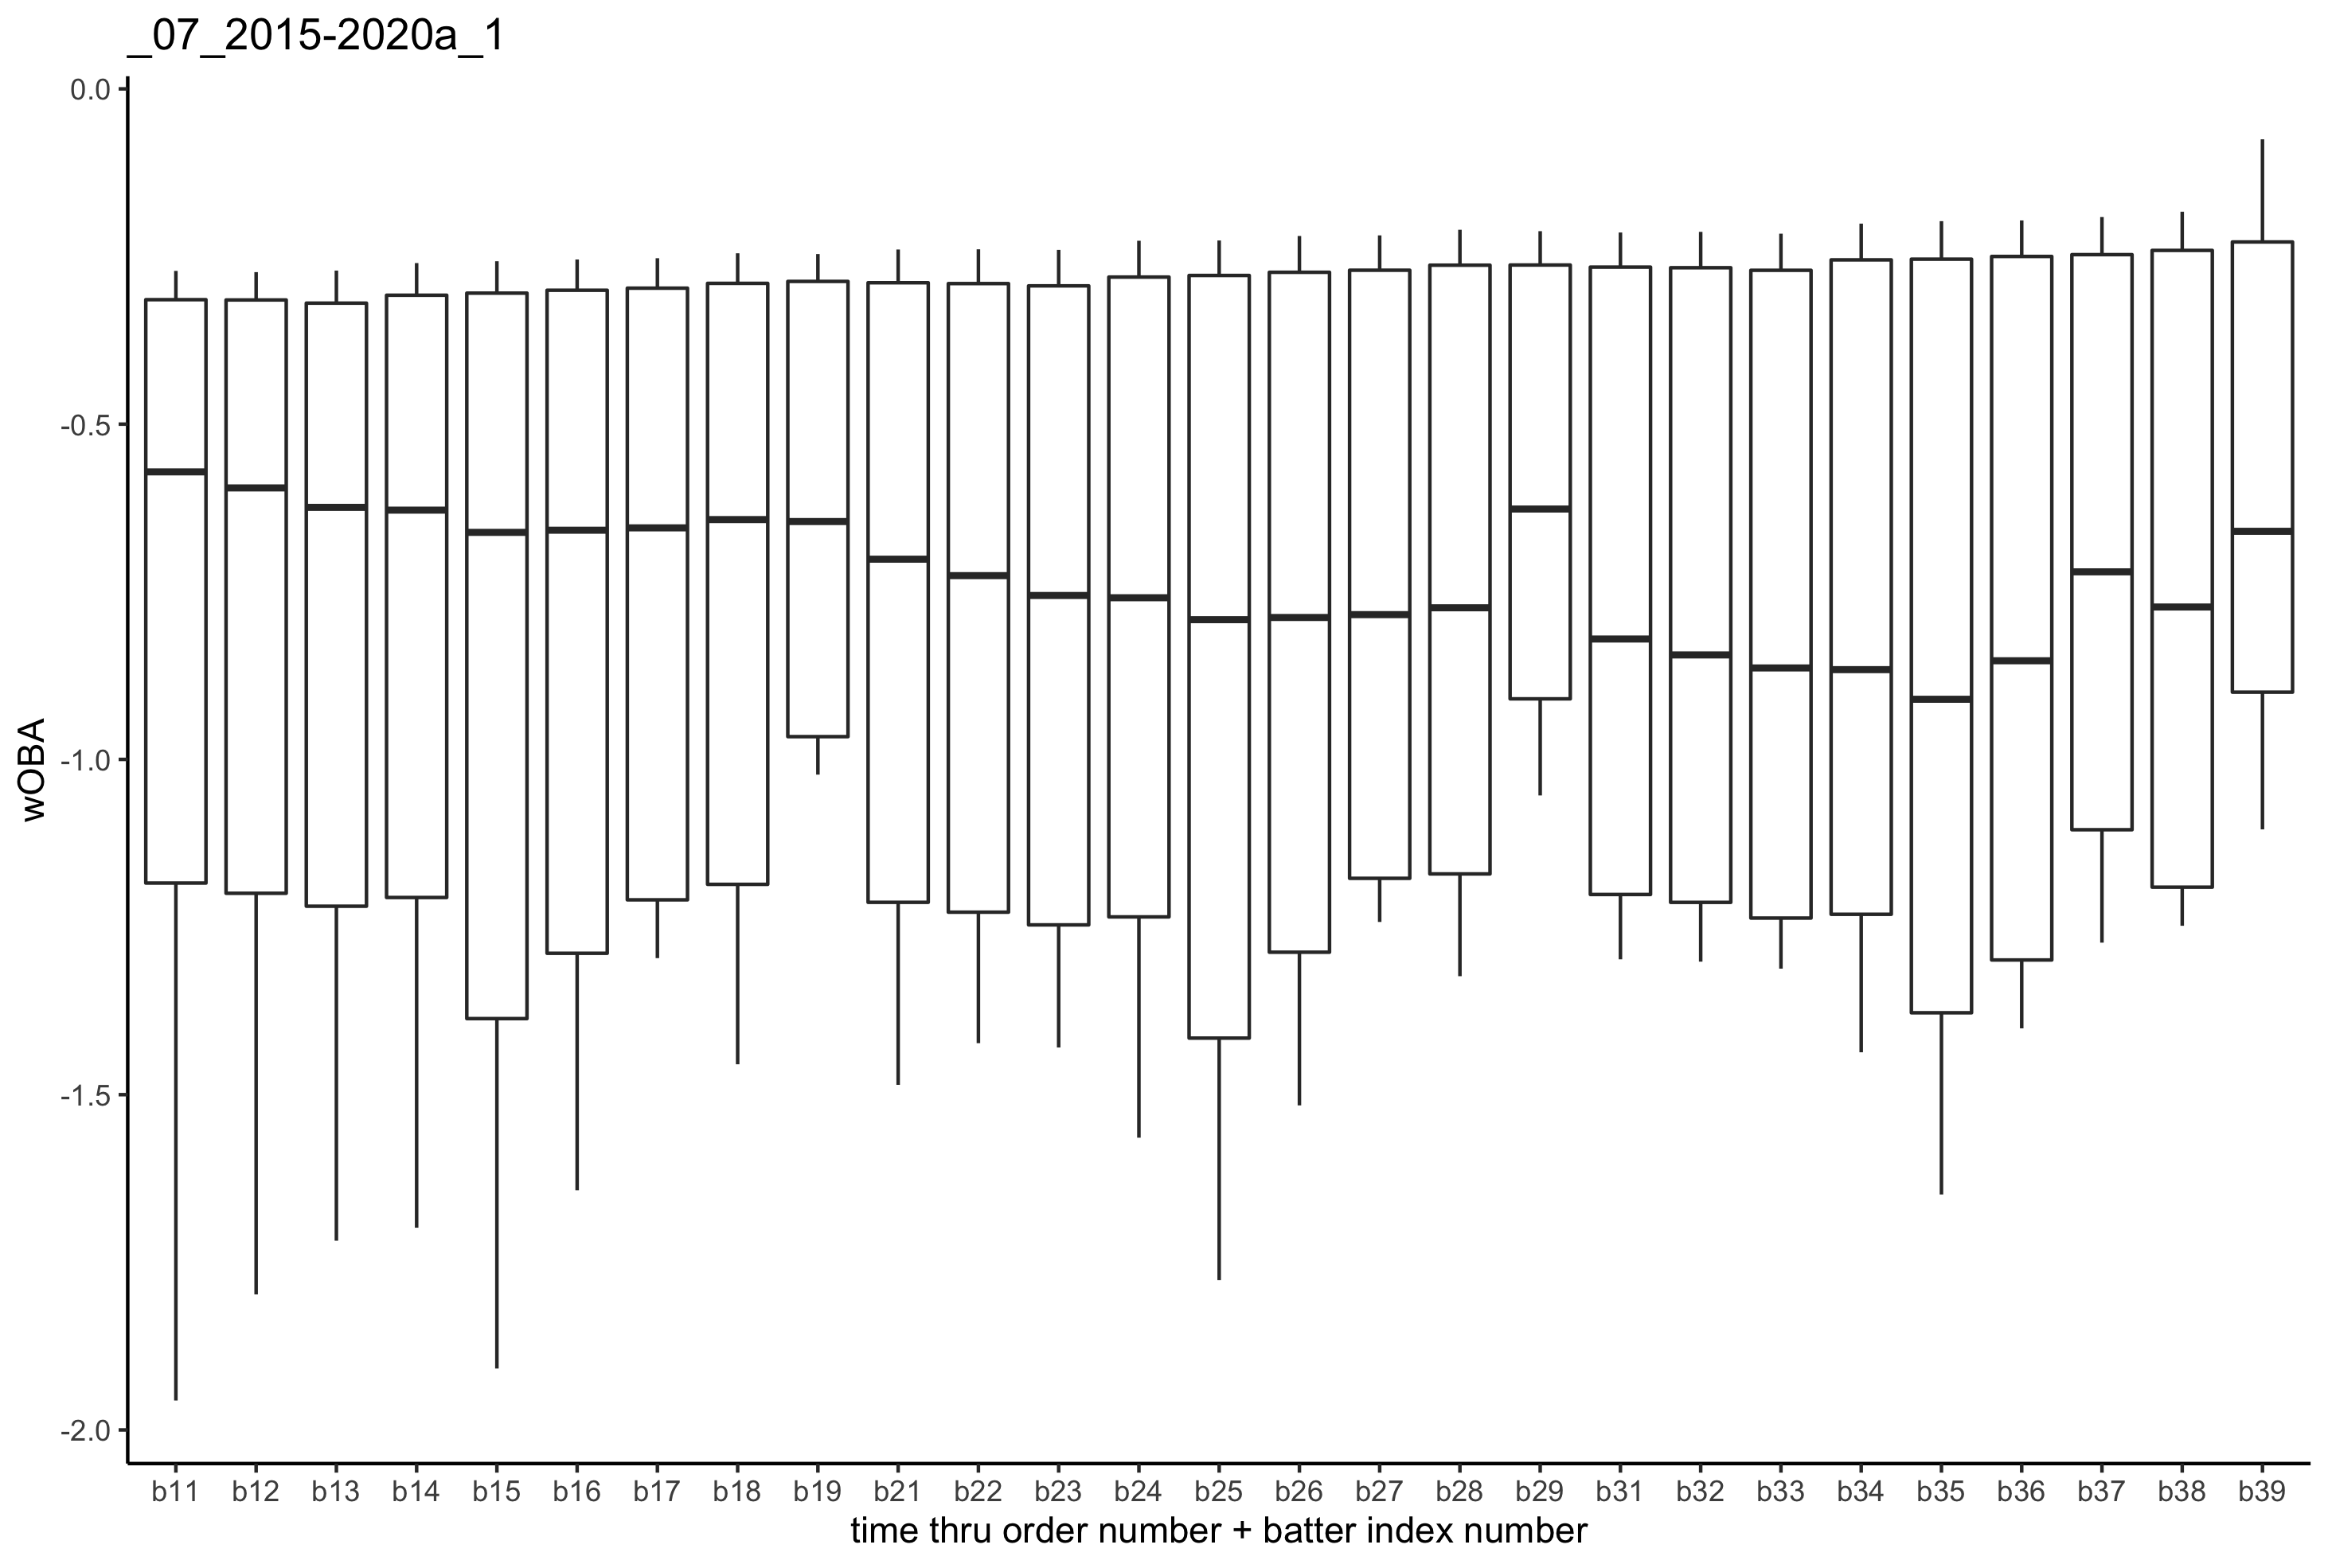 _07_2015-2020a_1
0.0
-0.5
-1.0
-1.5
-2.0
wOBA
b11 b12 b13 b14 b15 b16 b17 b18 b19 b21 b22 b23 b24 b25 b26 b27 b28 b29 b31 b32 b33 b34 b35 b36 b37 b38 b39
time thru order number + batter index number